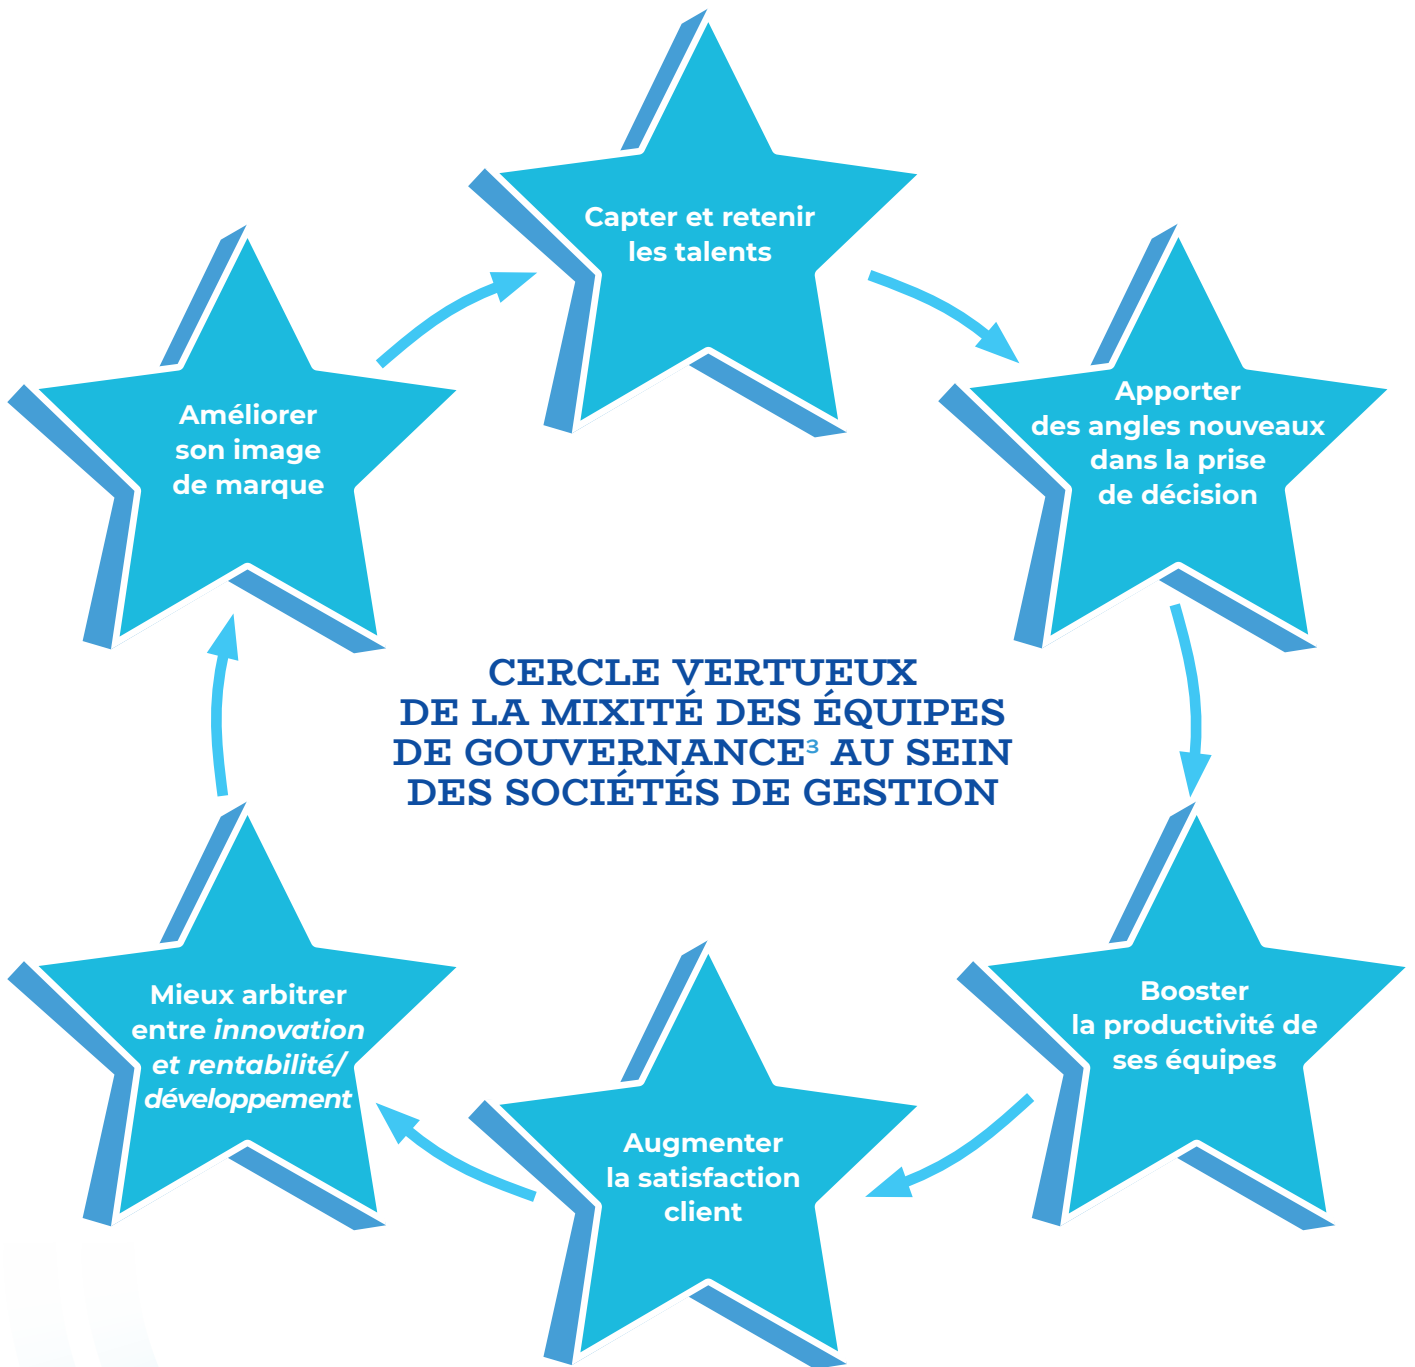 Capter et retenir
les talents
Apporter
des angles nouveaux
dans la prise
de décision
Booster
la productivité de
ses équipes
Augmenter
la satisfaction
client
Mieux arbitrer
entre innovation
et rentabilité/
développement
Améliorer
son image
de marque
CERCLE VERTUEUX
DE LA MIXITÉ DES ÉQUIPES
DE GOUVERNANCE³ AU SEIN
DES SOCIÉTÉS DE GESTION